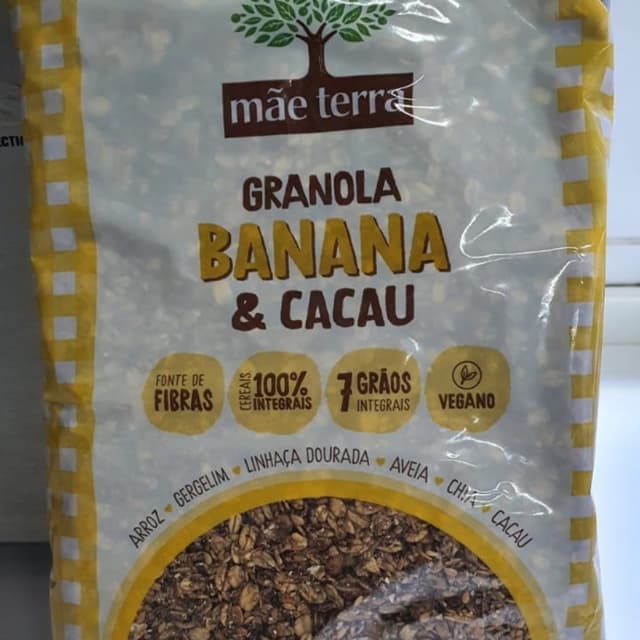 mãe terra
GRANOLA
BANANA
& CACAU
FONTE DE
FIBRAS
CEREAIS
100%
INTEGRAIS
7 GRÃOS
INTEGRAIS
VEGANO
ARROZ GERGELIM LINHAÇA DOURADA AVEIA CHIA CACAU